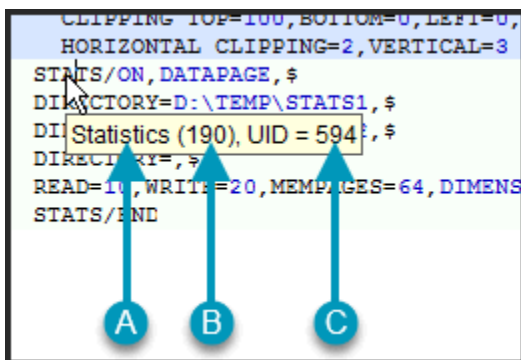 CLIPPING TOP=100,BOTTOM=0,LEFT=0,
HORIZONTAL CLIPPING=2,VERTICAL=3
STATS/ON,DATAPAGE,$
DIRECTORY=D:\TEMP\STATS1,$
Statistics (190), UID = 594 ,$
DIRECTORY=,$
READ=10,WRITE=20,MEMPAGES=64,DIMENS
STATS/END
A B C